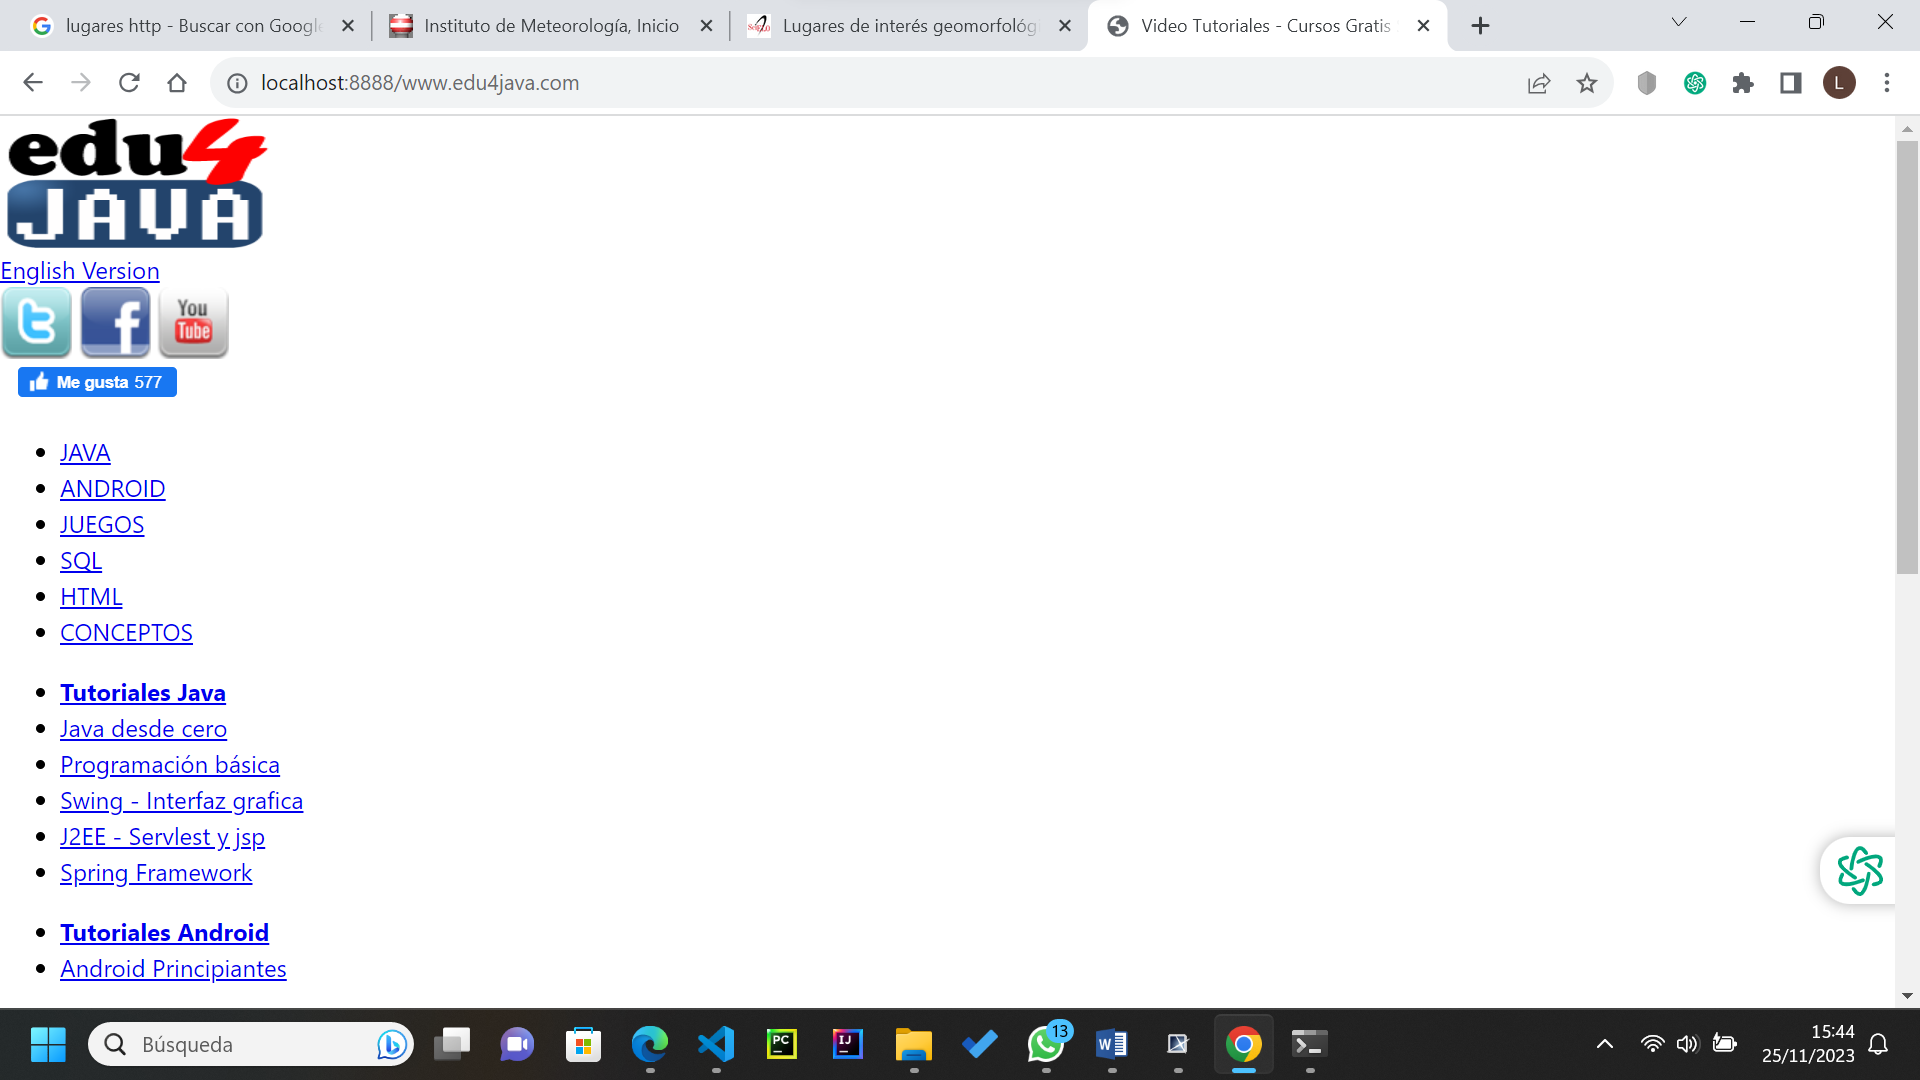 lugares http - Buscar con Google
Instituto de Meteorología, Inicio
Lugares de interés geomorfológi
Video Tutoriales - Cursos Gratis
localhost:8888/www.edu4java.com
L
edu4
JAVA
English Version
You
Tube
Me gusta 577
JAVA
ANDROID
JUEGOS
SQL
HTML
CONCEPTOS
Tutoriales Java
Java desde cero
Programación básica
Swing - Interfaz grafica
J2EE - Servlest y jsp
Spring Framework
Tutoriales Android
Android Principiantes
Búsqueda
PC
IJ
13
W
15:44
25/11/2023